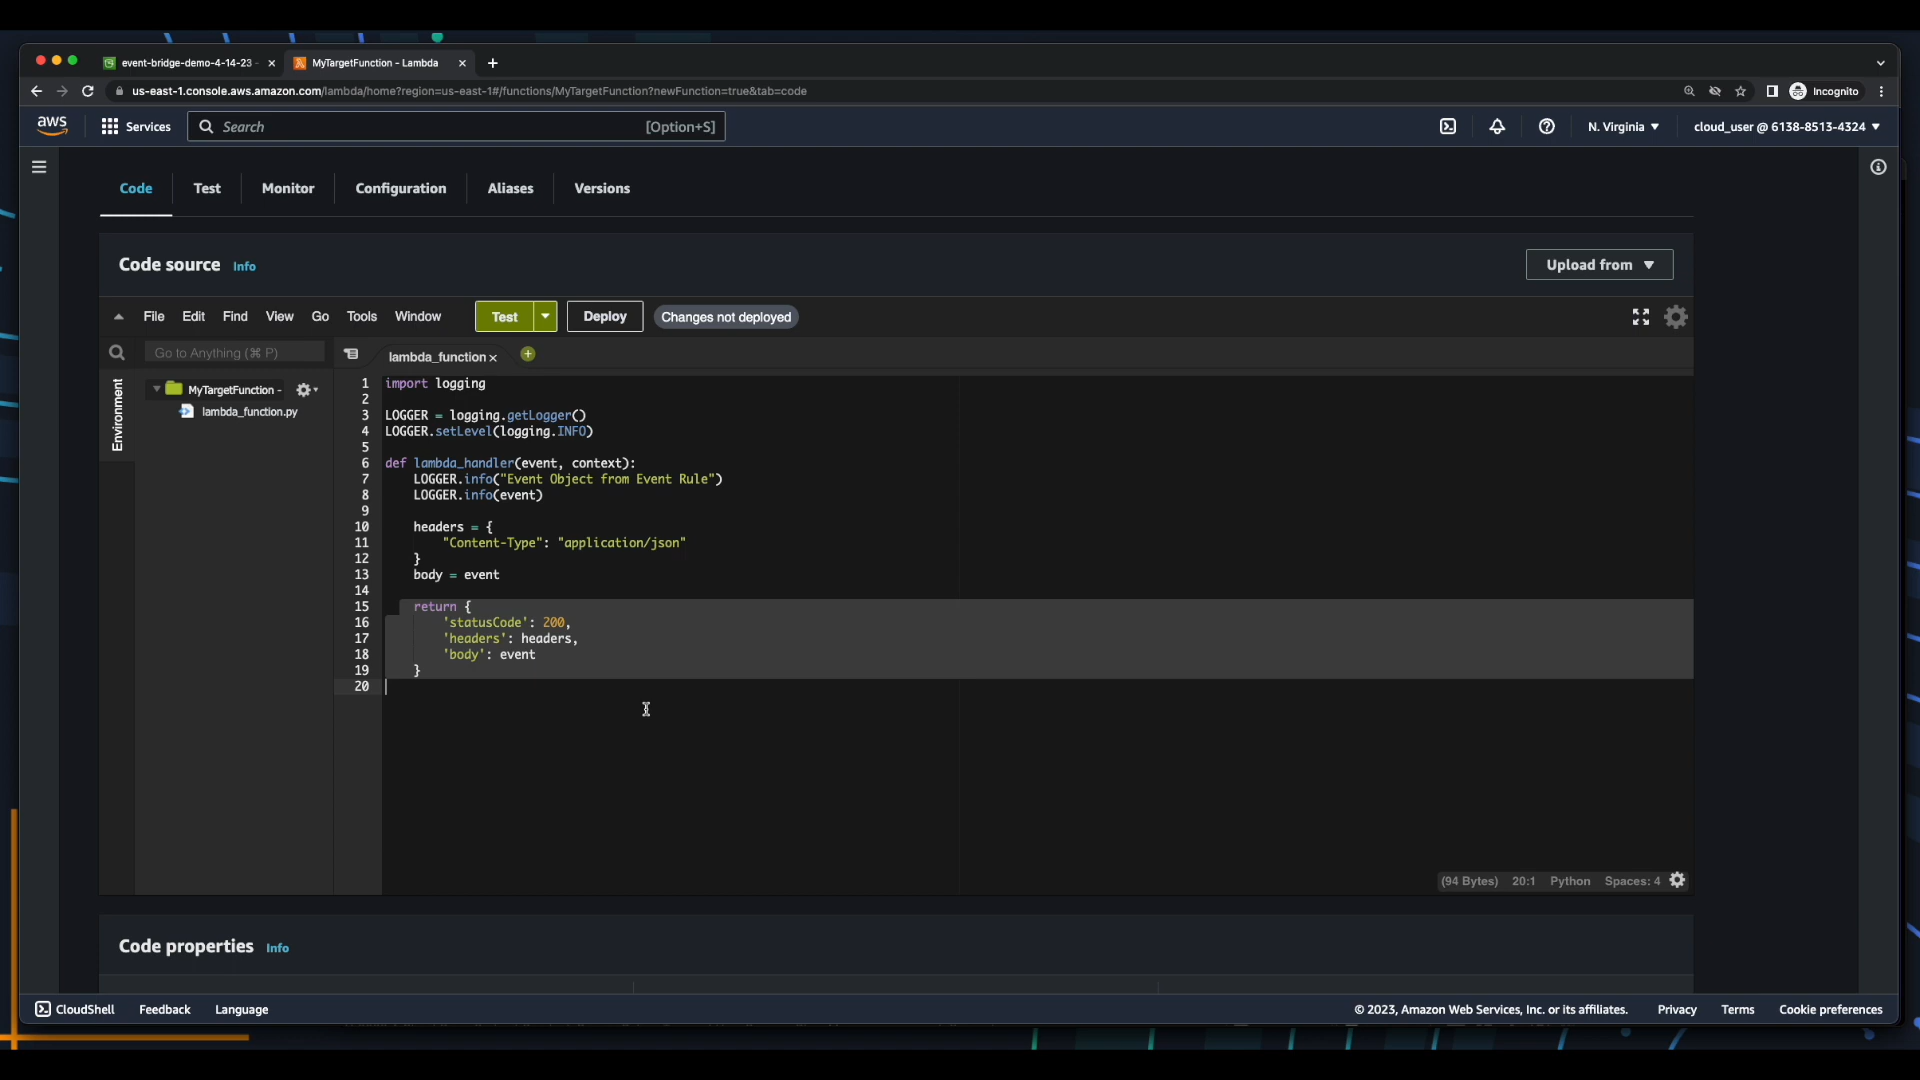 event-bridge-demo-4-14-23 -
MyTargetFunction - Lambda
us-east-1.console.aws.amazon.com/lambda/home?region=us-east-1#/functions/MyTargetFunction?newFunction=true&tab=code
Incognito
aws
Services
Search
[Option+S]
N. Virginia
cloud_user @ 6138-8513-4324
Code
Test
Monitor
Configuration
Aliases
Versions
Code source
Info
Upload from
File
Edit
Find
View
Go
Tools
Window
Test
Deploy
Changes not deployed
Go to Anything (⌘ P)
lambda_function
Environment
MyTargetFunction -
lambda_function.py
1 import logging
2
3 LOGGER = logging.getLogger()
4 LOGGER.setLevel(logging.INFO)
5
6 def lambda_handler(event, context):
7     LOGGER.info("Event Object from Event Rule")
8     LOGGER.info(event)
9
10     headers = {
11         "Content-Type": "application/json"
12     }
13     body = event
14
15     return {
16         'statusCode': 200,
17         'headers': headers,
18         'body': event
19     }
20
(94 Bytes) 20:1 Python Spaces: 4
Code properties
Info
CloudShell
Feedback
Language
© 2023, Amazon Web Services, Inc. or its affiliates.
Privacy
Terms
Cookie preferences